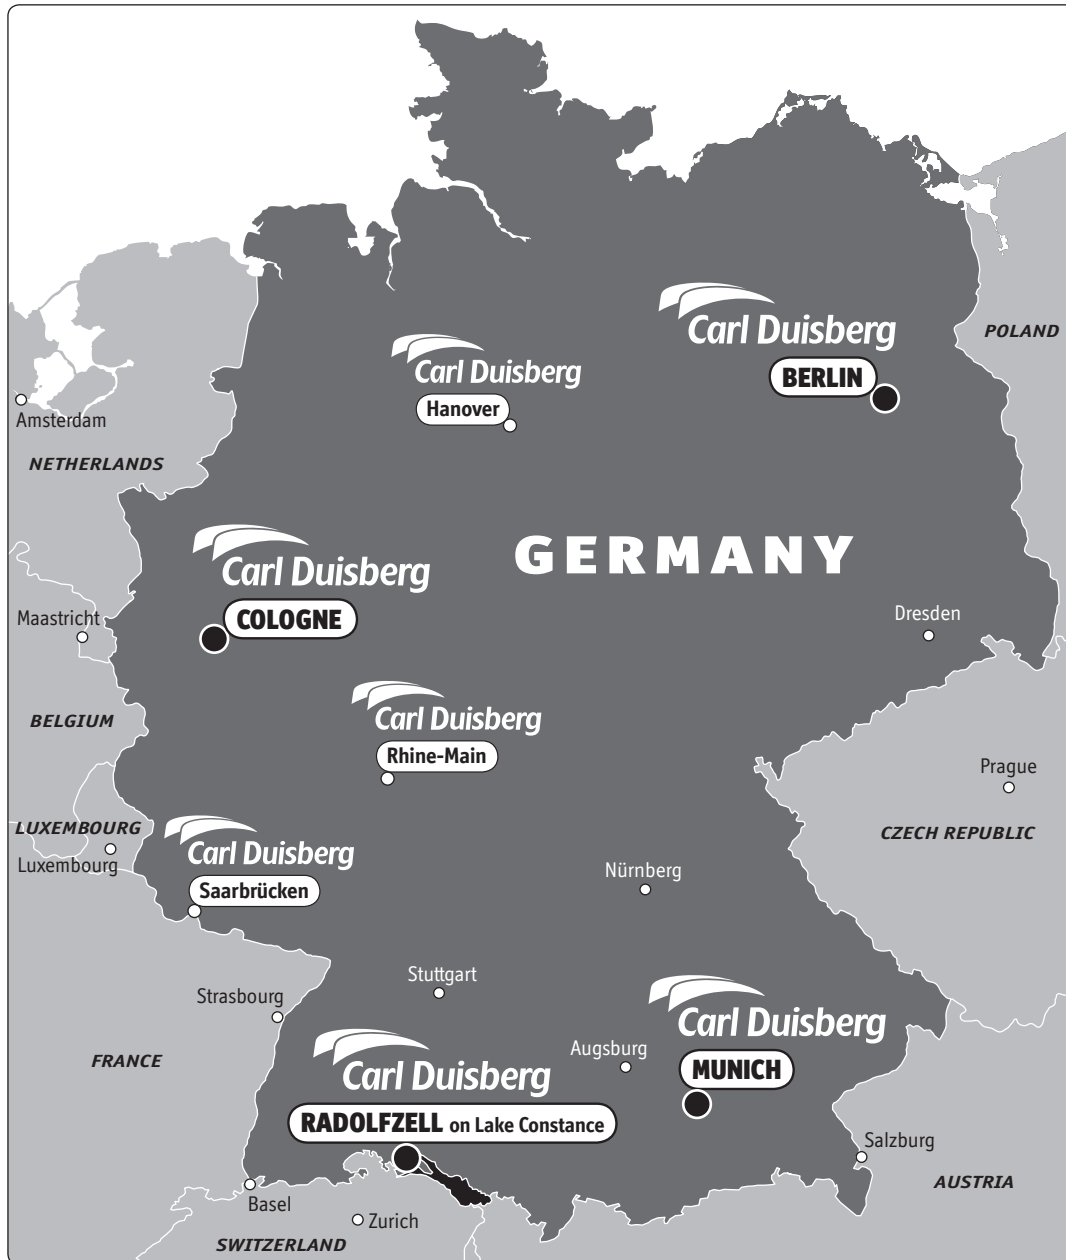 Carl Duisberg
BERLIN
POLAND
Carl Duisberg
Hanover
Amsterdam
NETHERLANDS
GERMANY
Carl Duisberg
COLOGNE
Maastricht
Dresden
BELGIUM
Carl Duisberg
Rhine-Main
Prague
LUXEMBOURG
Luxembourg
CZECH REPUBLIC
Carl Duisberg
Saarbrücken
Nürnberg
Stuttgart
Strasbourg
Carl Duisberg
MUNICH
Augsburg
FRANCE
Carl Duisberg
RADOLFZELL on Lake Constance
Salzburg
AUSTRIA
Basel
Zurich
SWITZERLAND